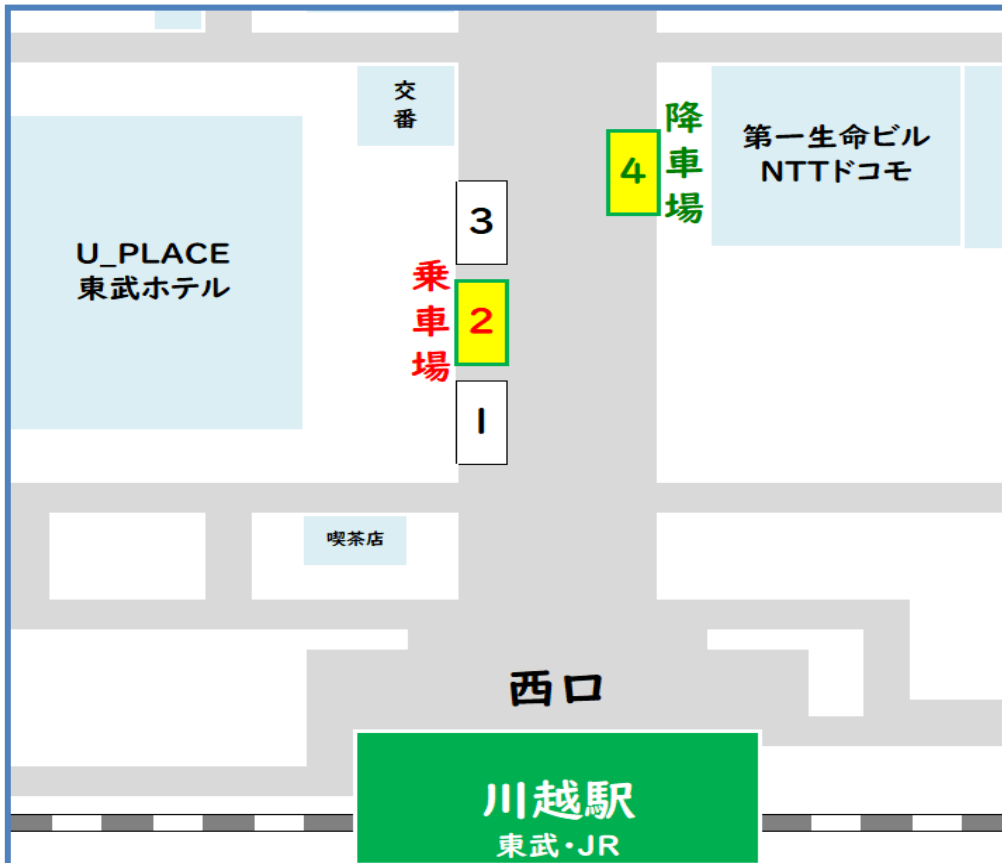 交番
降車場
4
第一生命ビル
NTTドコモ
3
U_PLACE
東武ホテル
乗車場
2
1
喫茶店
西口
川越駅
東武・JR